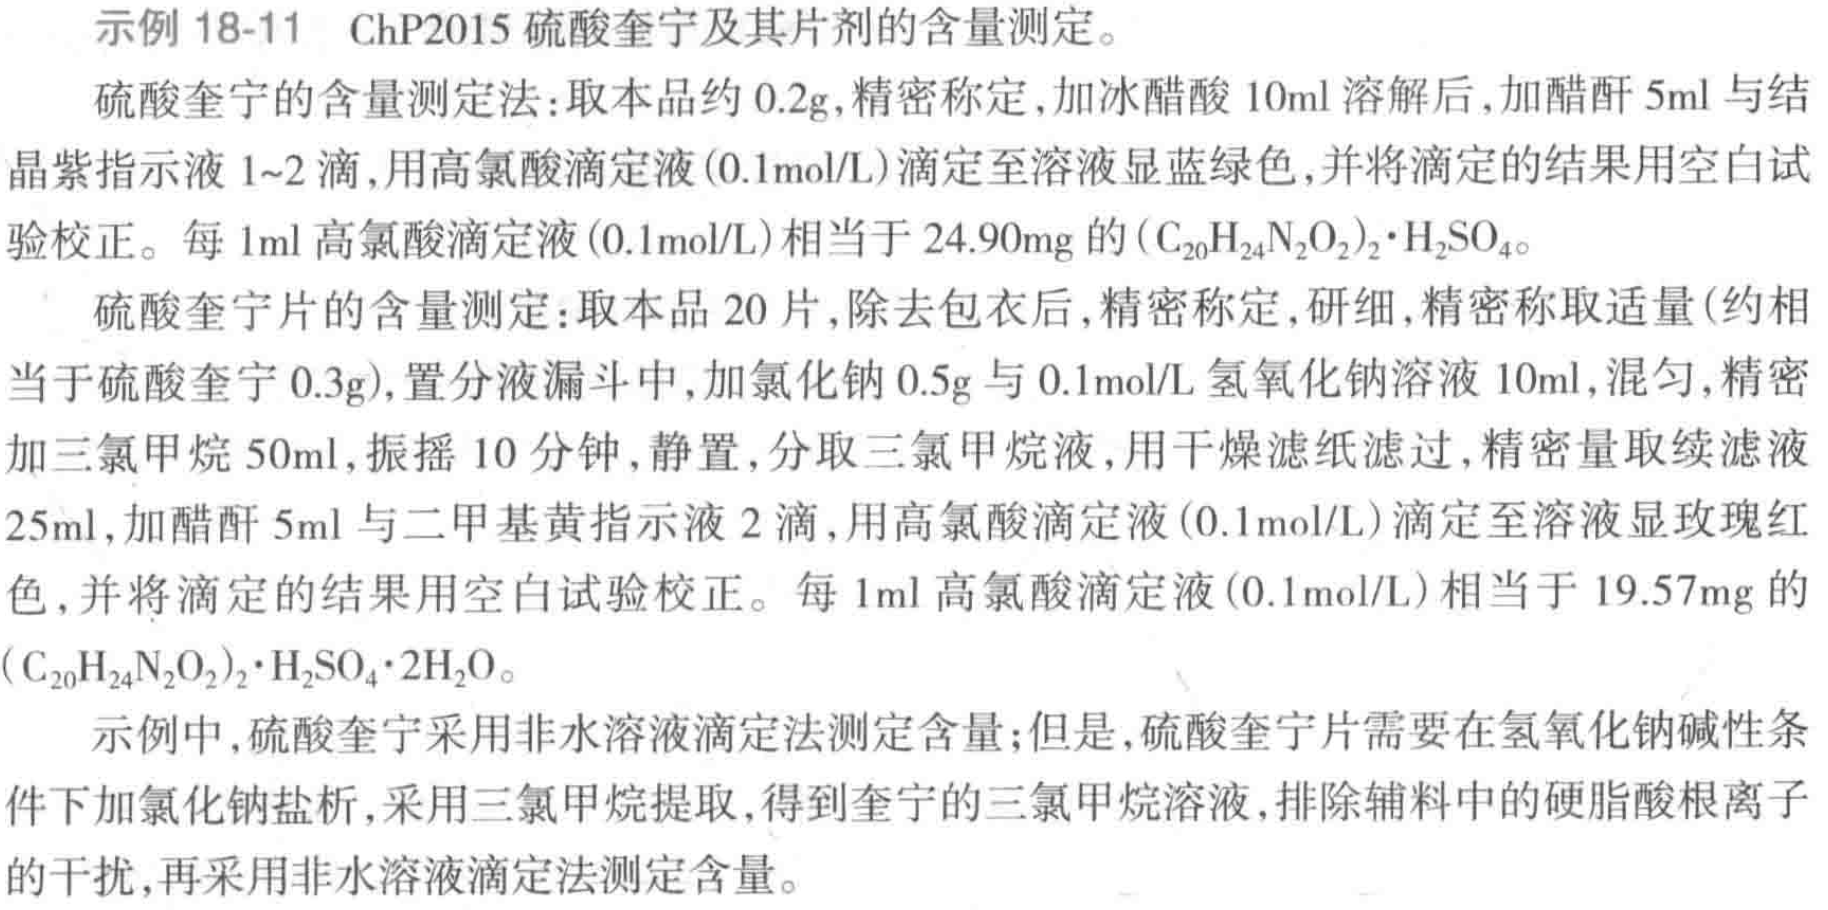 示例 18-11 ChP2015 硫酸奎宁及其片剂的含量测定。
硫酸奎宁的含量测定法:取本品约 0.2g,精密称定,加冰醋酸 10ml 溶解后,加醋酐 5ml 与结
晶紫指示液 1~2 滴,用高氯酸滴定液(0.1mol/L)滴定至溶液显蓝绿色,并将滴定的结果用空白试
验校正。每 1ml 高氯酸滴定液(0.1mol/L)相当于 24.90mg 的(C₂₀H₂₄N₂O₂)₂·H₂SO₄。
硫酸奎宁片的含量测定:取本品 20 片,除去包衣后,精密称定,研细,精密称取适量(约相
当于硫酸奎宁 0.3g),置分液漏斗中,加氯化钠 0.5g 与 0.1mol/L 氢氧化钠溶液 10ml,混匀,精密
加三氯甲烷 50ml,振摇 10 分钟,静置,分取三氯甲烷液,用干燥滤纸滤过,精密量取续滤液
25ml,加醋酐 5ml 与二甲基黄指示液 2 滴,用高氯酸滴定液(0.1mol/L)滴定至溶液显玫瑰红
色,并将滴定的结果用空白试验校正。每 1ml 高氯酸滴定液(0.1mol/L)相当于 19.57mg 的
(C₂₀H₂₄N₂O₂)₂·H₂SO₄·2H₂O。
示例中,硫酸奎宁采用非水溶液滴定法测定含量;但是,硫酸奎宁片需要在氢氧化钠碱性条
件下加氯化钠盐析,采用三氯甲烷提取,得到奎宁的三氯甲烷溶液,排除辅料中的硬脂酸根离子
的干扰,再采用非水溶液滴定法测定含量。